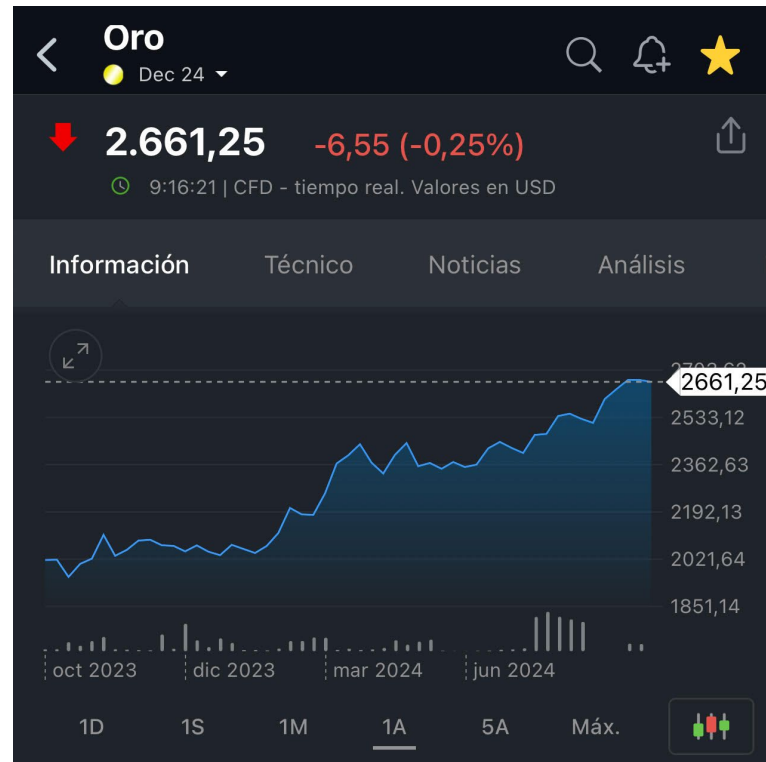 Oro
Dec 24
2.661,25 -6,55 (-0,25%)
9:16:21 | CFD - tiempo real. Valores en USD
Información Técnico Noticias Análisis
2661,25
2533,12
2362,63
2192,13
2021,64
1851,14
oct 2023 dic 2023 mar 2024 jun 2024
1D 1S 1M 1A 5A Máx.